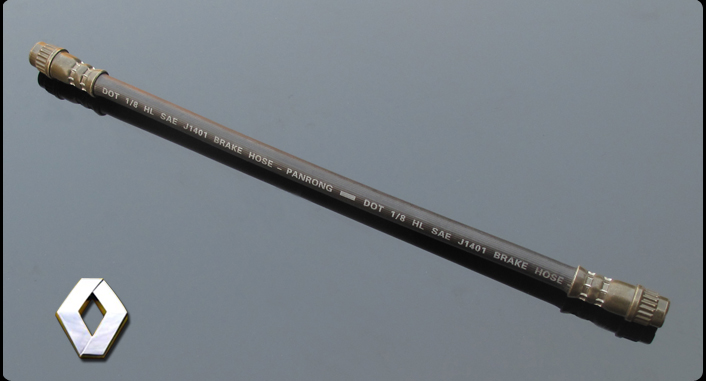 DOT 1/8 HL SAE J1401 BRAKE HOSE - PANRONG DOT 1/8 HL SAE J1401 BRAKE HOSE -